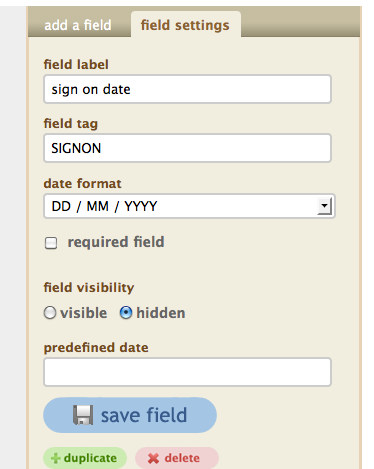 add a field field settings
field label
sign on date
field tag
SIGNON
date format
DD / MM / YYYY
required field
field visibility
visible hidden
predefined date
save field
duplicate delete